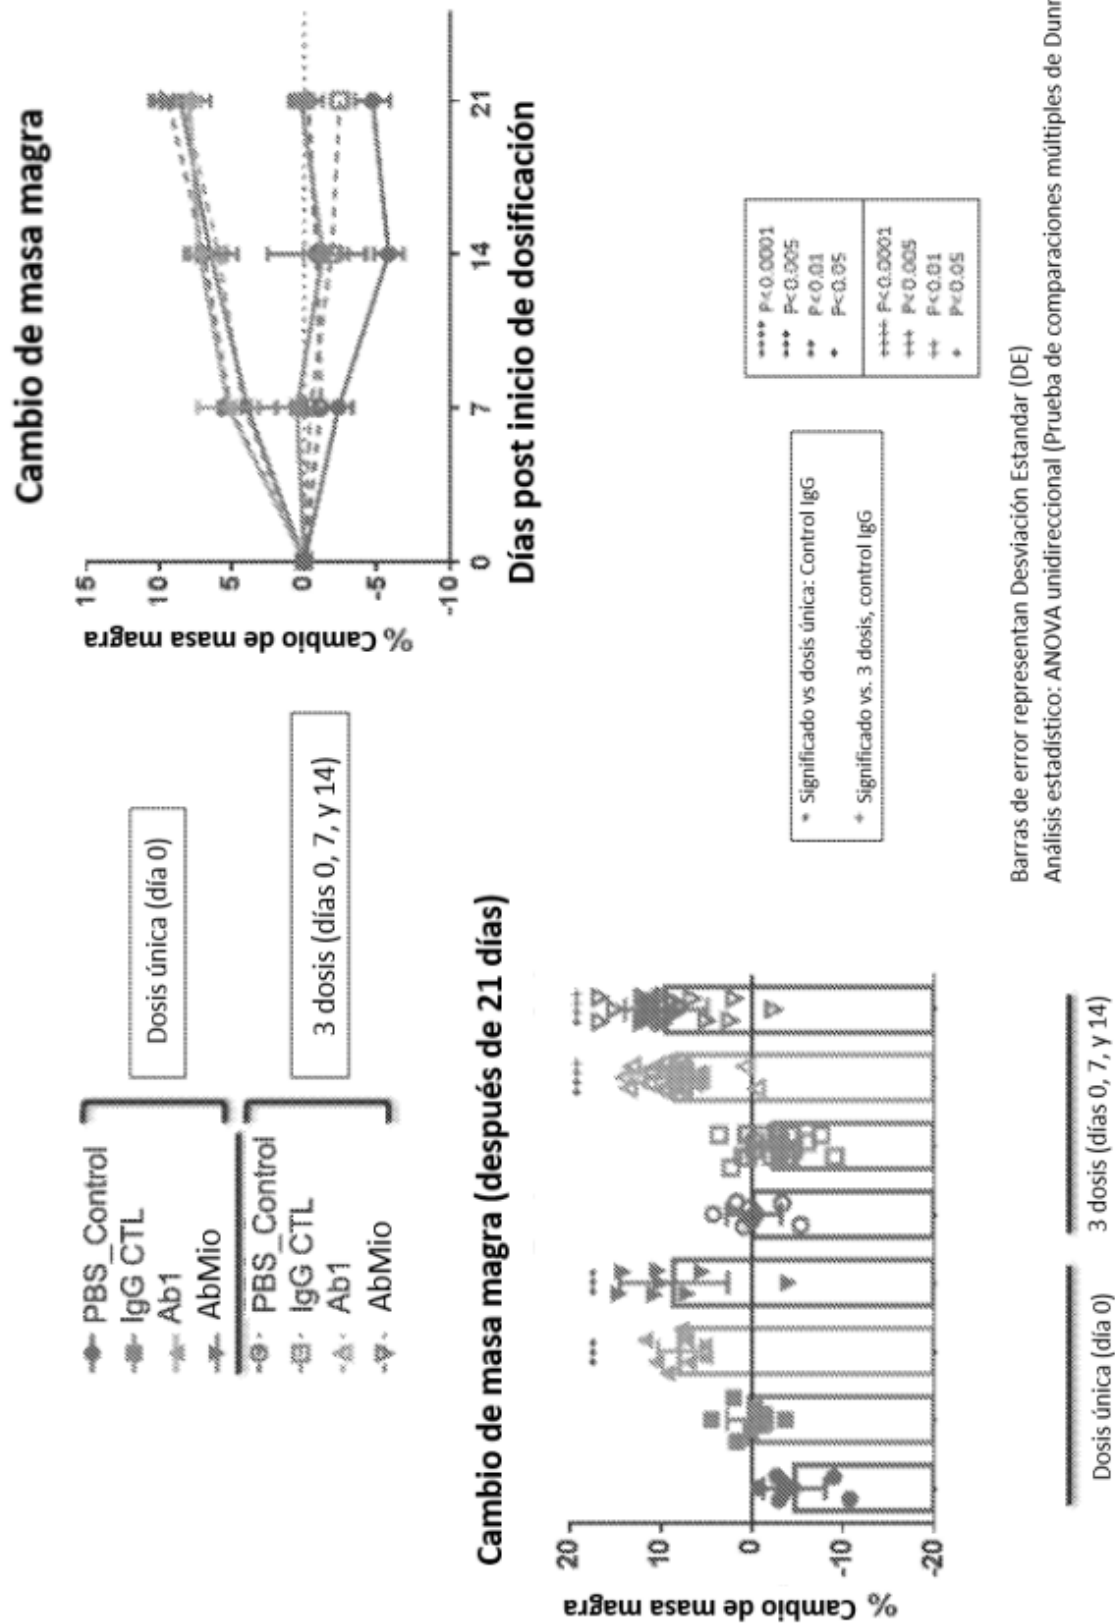 PBS_Control
IgG CTL
Ab1
AbMio
Dosis única (día 0)
PBS_Control
IgG CTL
Ab1
AbMio
3 dosis (días 0, 7, y 14)
Cambio de masa magra
% Cambio de masa magra
15
10
5
0
-5
-10
0
7
14
21
Días post inicio de dosificación
Cambio de masa magra (después de 21 días)
% Cambio de masa magra
20
10
0
-10
-20
***
***
****
++++
Dosis única (día 0)
3 dosis (días 0, 7, y 14)
* Significado vs dosis única: Control IgG
+ Significado vs. 3 dosis, control IgG
**** P<0.0001
*** P<0.005
** P<0.01
* P<0.05
++++ P<0.0001
+++ P<0.005
++ P<0.01
+ P<0.05
Barras de error representan Desviación Estandar (DE)
Análisis estadístico: ANOVA unidireccional (Prueba de comparaciones múltiples de Dunn